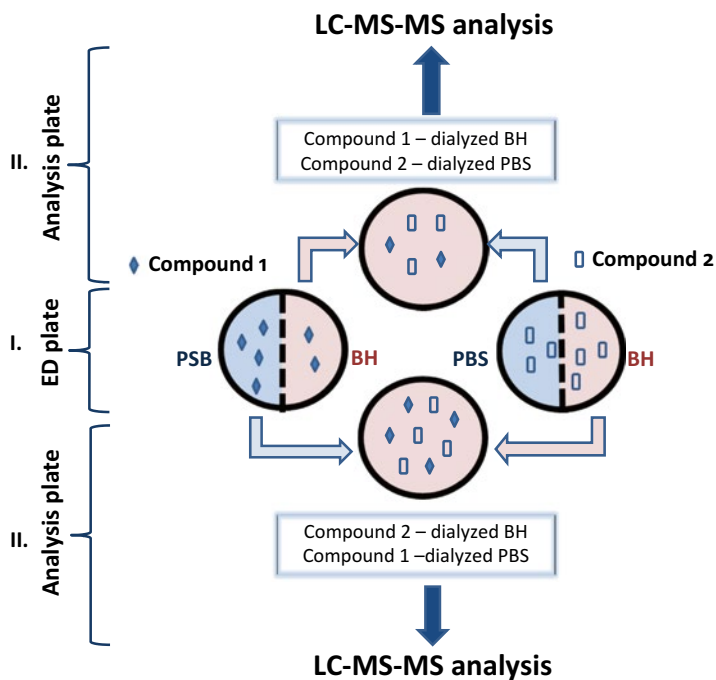 LC-MS-MS analysis
II.
Analysis plate
Compound 1 – dialyzed BH
Compound 2 – dialyzed PBS
Compound 1
Compound 2
I.
ED plate
PSB
BH
PBS
BH
II.
Analysis plate
Compound 2 – dialyzed BH
Compound 1 –dialyzed PBS
LC-MS-MS analysis